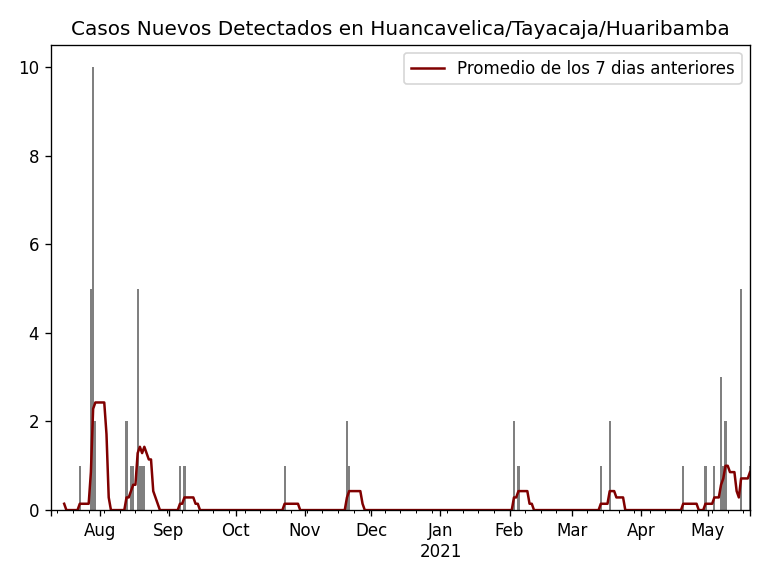 Casos Nuevos Detectados en Huancavelica/Tayacaja/Huaribamba
Promedio de los 7 dias anteriores
10
8
6
4
2
0
Aug Sep Oct Nov Dec Jan Feb Mar Apr May
2021